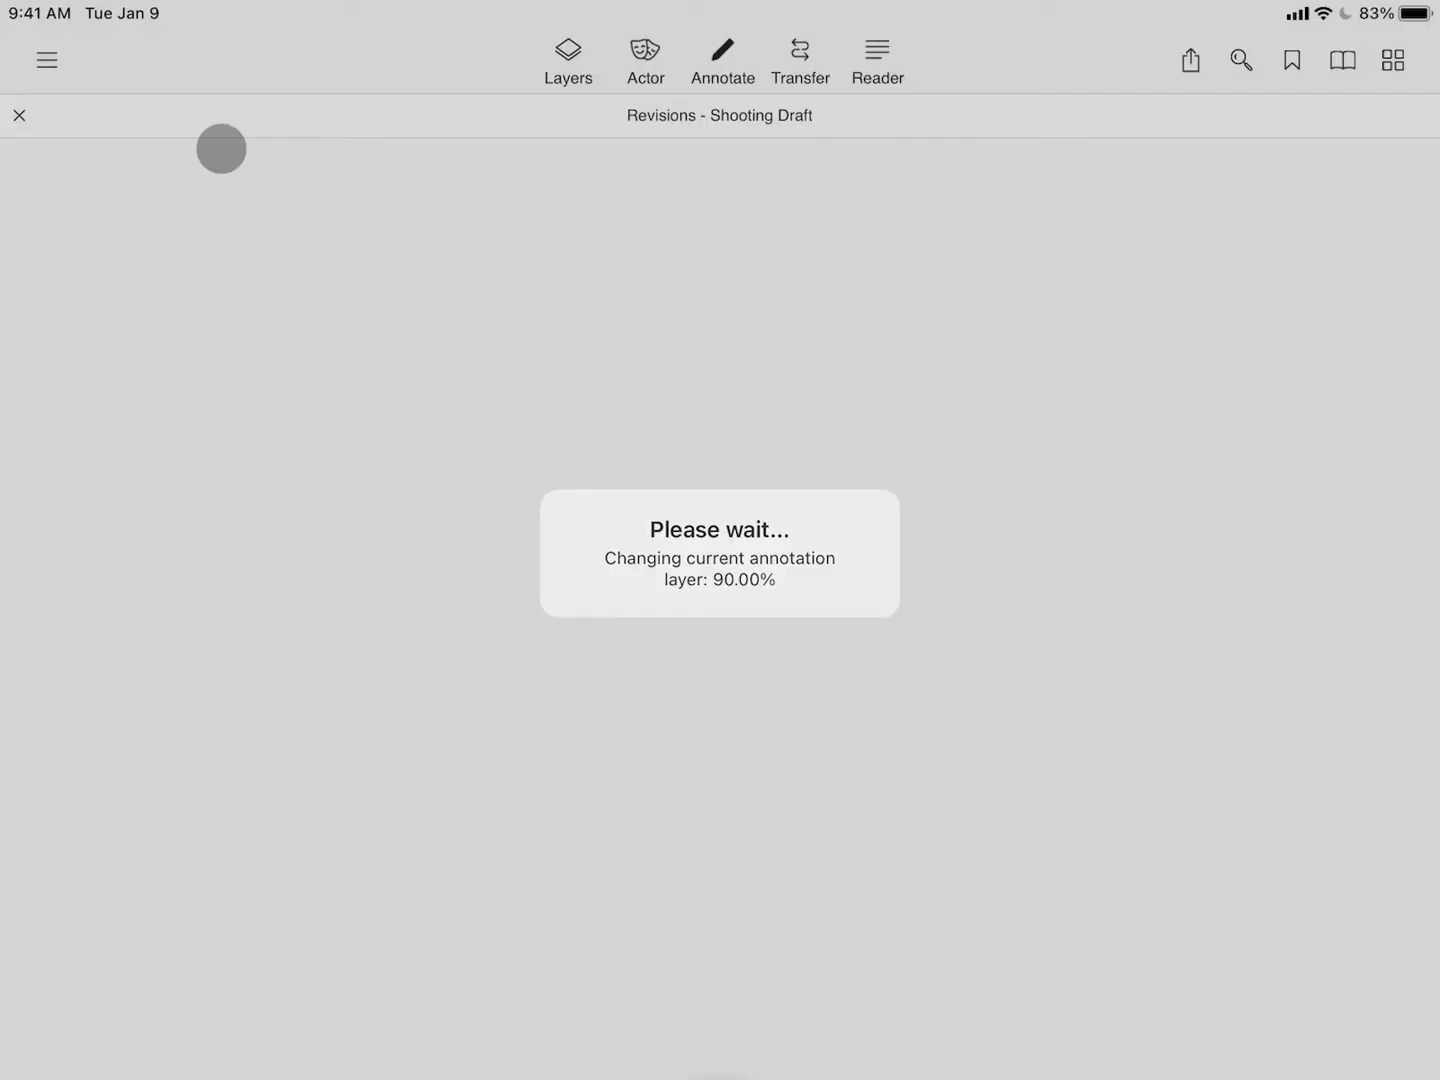 9:41 AM Tue Jan 9
83%
Layers Actor Annotate Transfer Reader
Revisions - Shooting Draft
Please wait...
Changing current annotation
layer: 90.00%